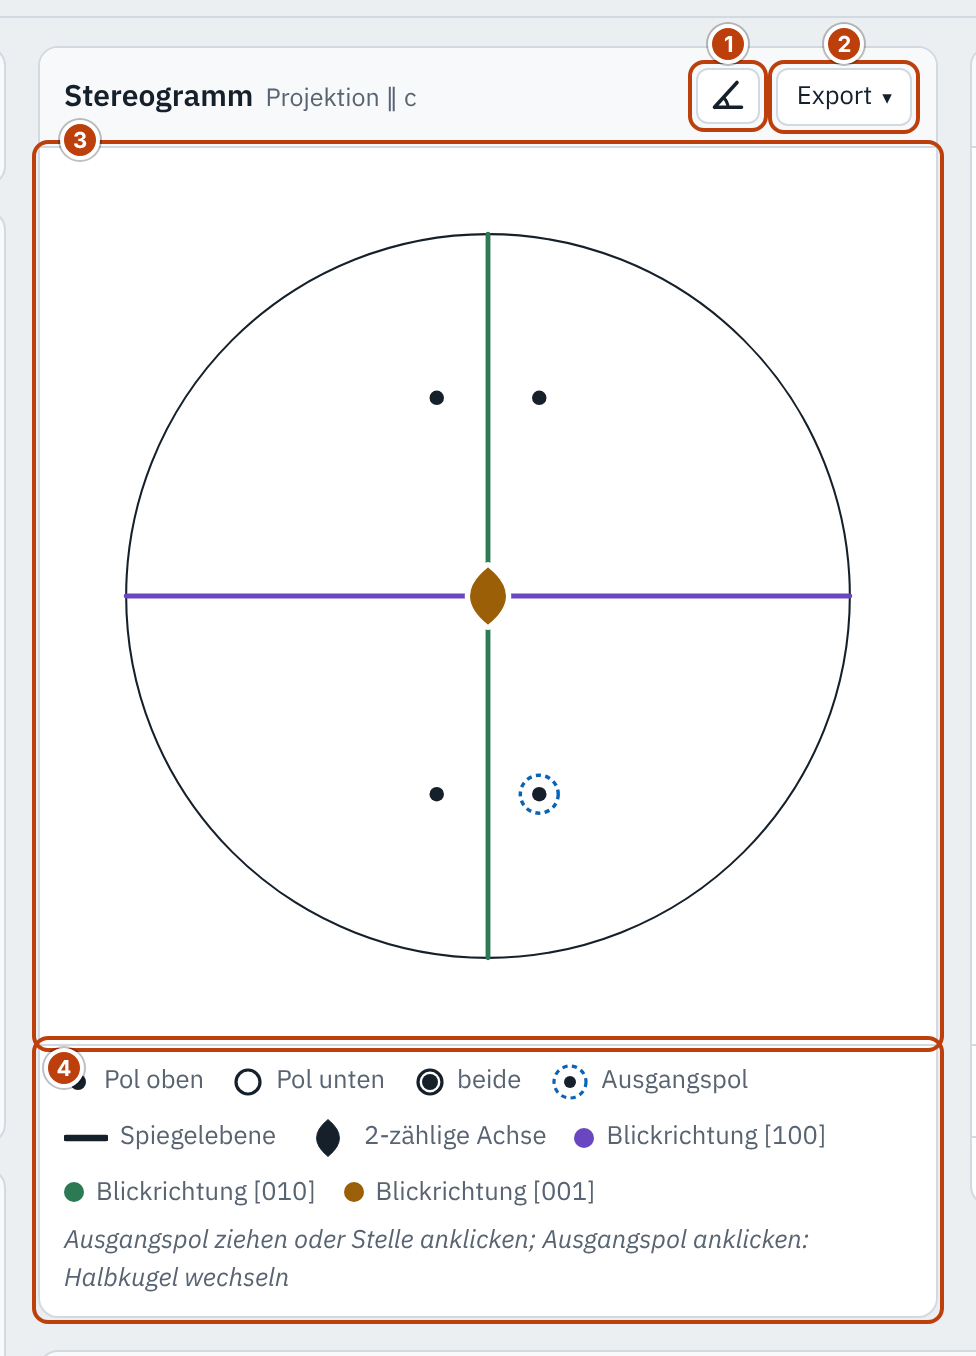 1
2
Stereogramm Projektion ∥ c
Export ▾
3
4
Pol oben Pol unten beide Ausgangspol
Spiegelebene 2-zählige Achse Blickrichtung [100]
Blickrichtung [010] Blickrichtung [001]
Ausgangspol ziehen oder Stelle anklicken; Ausgangspol anklicken:
Halbkugel wechseln